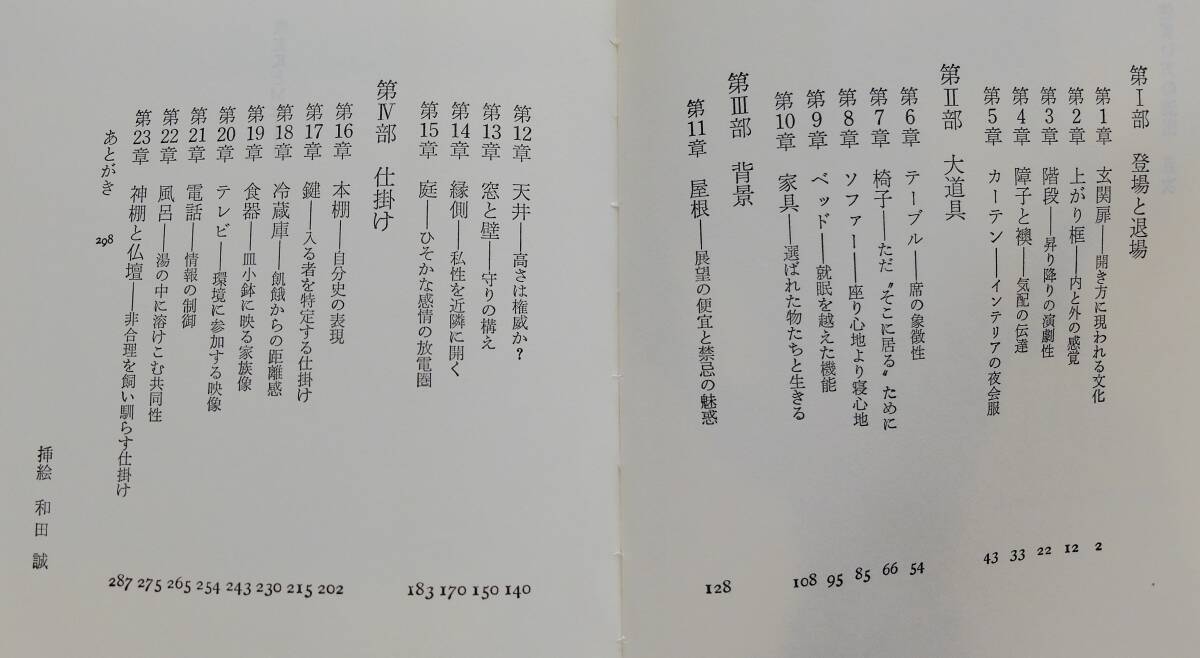 第Ⅰ部 登場と退場
第1章 玄関扉——開き方に現われる文化 2
第2章 上がり框——内と外の感覚 12
第3章 階段——昇り降りの演劇性 22
第4章 障子と襖——気配の伝達 33
第5章 カーテン——インテリアの夜会服 43
第Ⅱ部 大道具
第6章 テーブル——席の象徴性 54
第7章 椅子——ただ〝そこに居る〟ために 66
第8章 ソファー——座り心地より寝心地 85
第9章 ベッド——就眠を越えた機能 95
第10章 家具——選ばれた物たちと生きる 108
第Ⅲ部 背景
第11章 屋根——展望の便宜と禁忌の魅惑 128
第12章 天井——高さは権威か? 140
第13章 窓と壁——守りの構え 150
第14章 縁側——私性を近隣に開く 170
第15章 庭——ひそかな感情の放電圏 183
第Ⅳ部 仕掛け
第16章 本棚——自分史の表現 202
第17章 鍵——入る者を特定する仕掛け 215
第18章 冷蔵庫——飢餓からの距離感 230
第19章 食器——皿小鉢に映る家族像 243
第20章 テレビ——環境に参加する映像 254
第21章 電話——情報の制御 265
第22章 風呂——湯の中に溶けこむ共同性 275
第23章 神棚と仏壇——非合理を飼い馴らす仕掛け 287
あとがき 298
挿絵 和田 誠